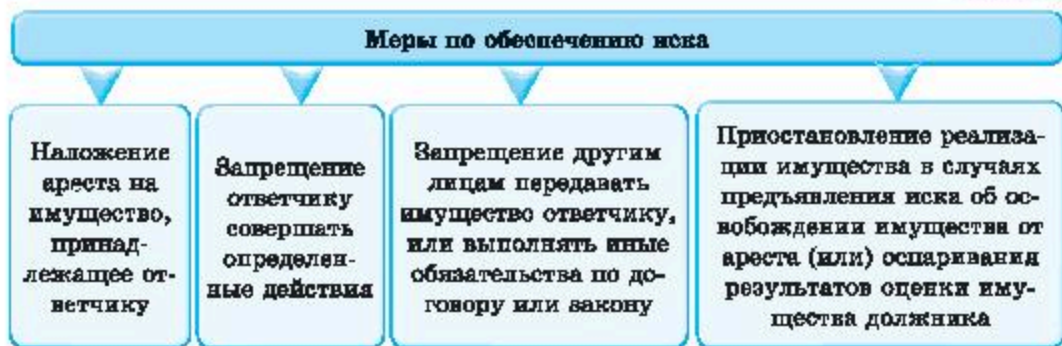 Меры по обеспечению иска
Наложение
ареста на
имущество,
принад-
лежащее от-
ветчику
Запрещение
ответчику
совершать
определен-
ные действия
Запрещение другим
лицам передавать
имущество ответчику,
или выполнять иные
обязательства по до-
говору или закону
Приостановление реализа-
ции имущества в случаях
предъявления иска об ос-
вобождении имущества от
ареста (или) оспаривания
результатов оценки иму-
щества должника